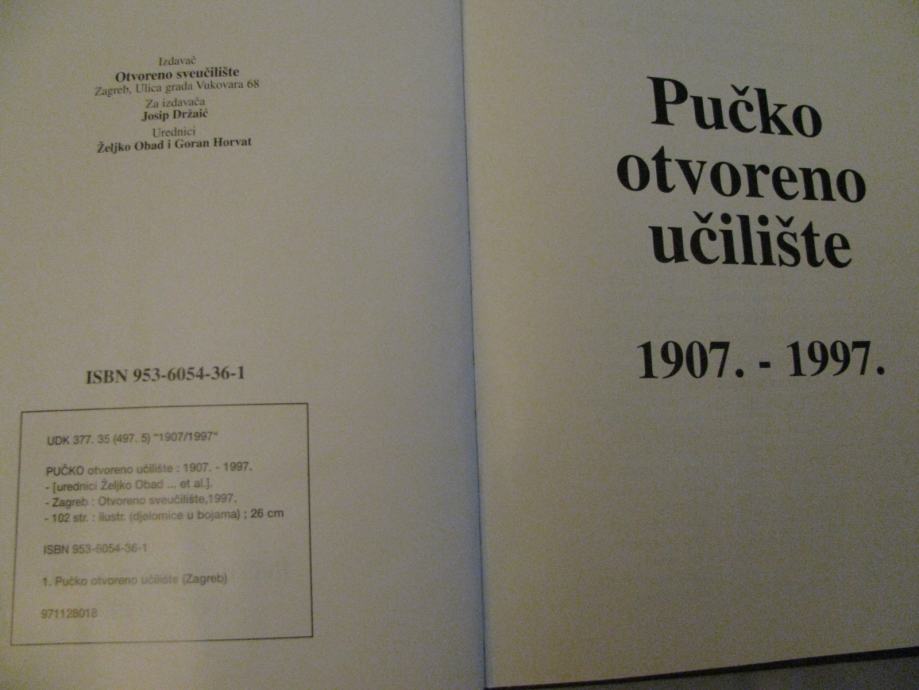 Izdavač
Otvoreno sveučilište
Zagreb, Ulica grada Vukovara 68
Za izdavača
Josip Držaić
Urednici
Željko Obad i Goran Horvat
ISBN 953-6054-36-1
UDK 377. 35 (497. 5) "1907/1997"
PUČKO otvoreno učilište : 1907. - 1997.
- [urednici Željko Obad ... et al.].
- Zagreb : Otvoreno sveučilište,1997.
- 102 str. : ilustr. (djelomice u bojama) ; 26 cm
ISBN 953-6054-36-1
1. Pučko otvoreno učilište (Zagreb)
971128018
Pučko
otvoreno
učilište
1907. - 1997.